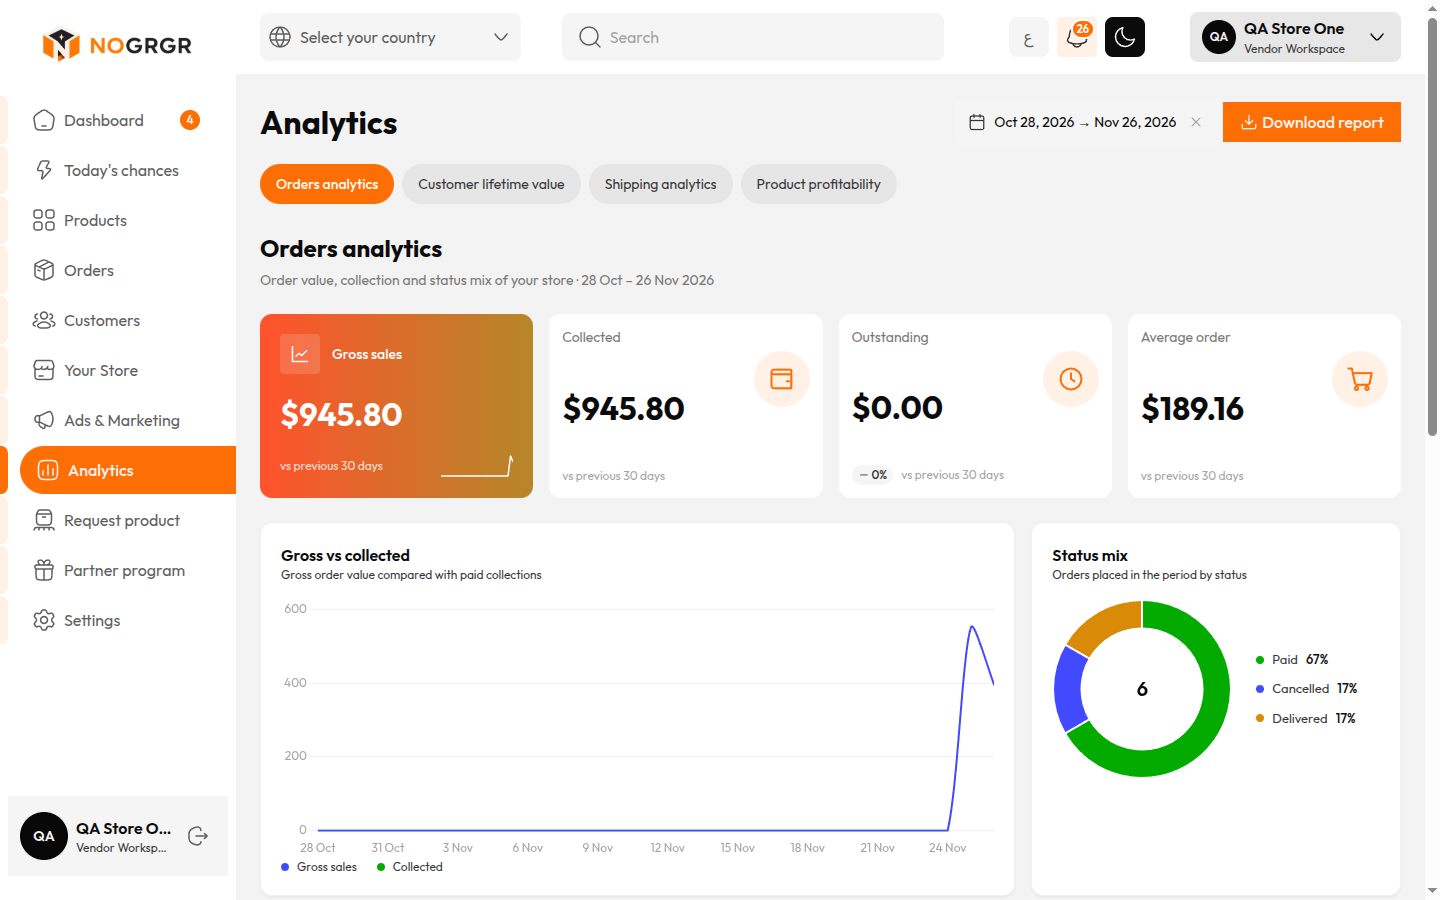 NOGRGR
Select your country
Search
ع
26
QA
QA Store One
Vendor Workspace
Dashboard
4
Today's chances
Products
Orders
Customers
Your Store
Ads & Marketing
Analytics
Request product
Partner program
Settings
QA
QA Store O...
Vendor Worksp...
Analytics
Oct 28, 2026 → Nov 26, 2026
Download report
Orders analytics
Customer lifetime value
Shipping analytics
Product profitability
Orders analytics
Order value, collection and status mix of your store · 28 Oct – 26 Nov 2026
Gross sales
$945.80
vs previous 30 days
Collected
$945.80
vs previous 30 days
Outstanding
$0.00
– 0% vs previous 30 days
Average order
$189.16
vs previous 30 days
Gross vs collected
Gross order value compared with paid collections
600
400
200
0
28 Oct 31 Oct 3 Nov 6 Nov 9 Nov 12 Nov 15 Nov 18 Nov 21 Nov 24 Nov
Gross sales Collected
Status mix
Orders placed in the period by status
6
Paid 67%
Cancelled 17%
Delivered 17%